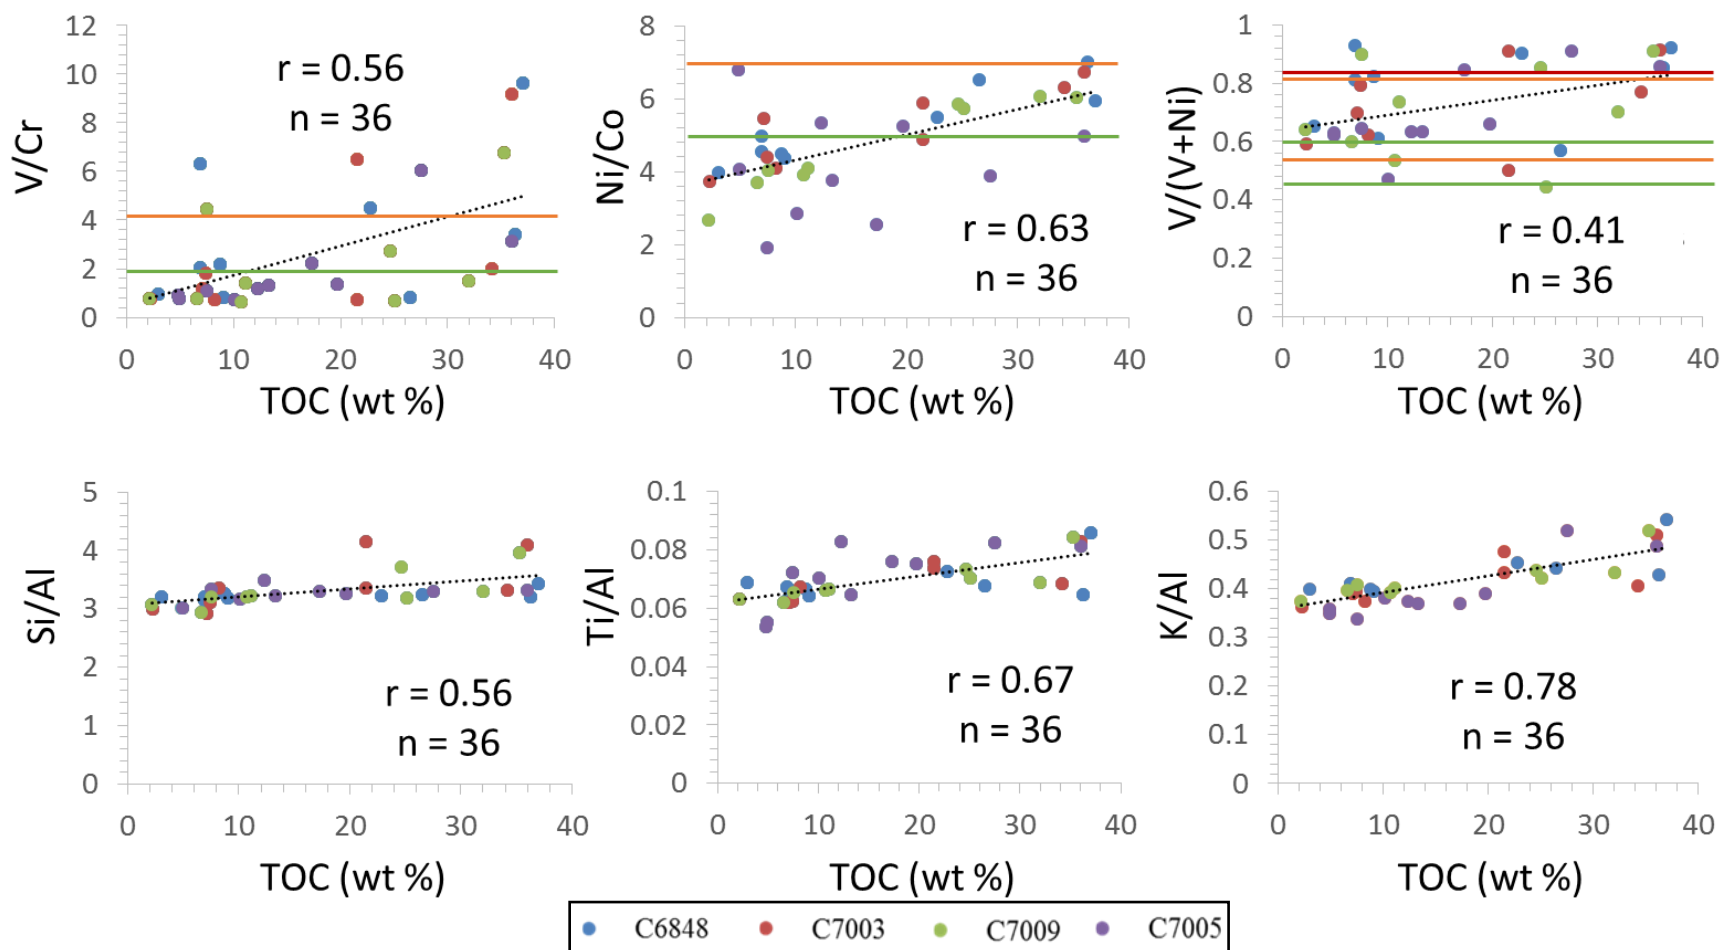 V/Cr
12
10
8
6
4
2
0
r = 0.56
n = 36
0 10 20 30 40
TOC (wt %)
Ni/Co
8
6
4
2
0
r = 0.63
n = 36
0 10 20 30 40
TOC (wt %)
V/(V+Ni)
1
0.8
0.6
0.4
0.2
0
r = 0.41
n = 36
0 10 20 30 40
TOC (wt %)
Si/Al
5
4
3
2
1
0
r = 0.56
n = 36
0 10 20 30 40
TOC (wt %)
Ti/Al
0.1
0.08
0.06
0.04
0.02
0
r = 0.67
n = 36
0 10 20 30 40
TOC (wt %)
K/Al
0.6
0.5
0.4
0.3
0.2
0.1
0
r = 0.78
n = 36
0 10 20 30 40
TOC (wt %)
C6848 C7003 C7009 C7005